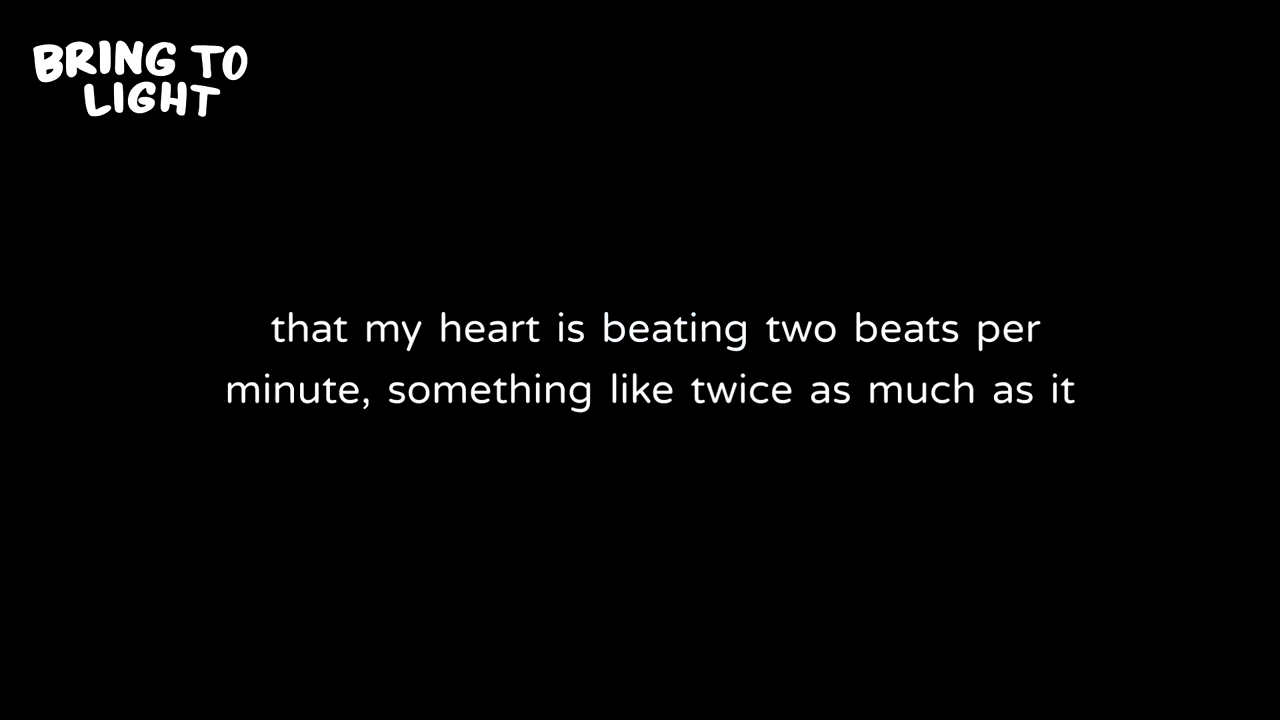 BRING TO
LIGHT
that my heart is beating two beats per
minute, something like twice as much as it